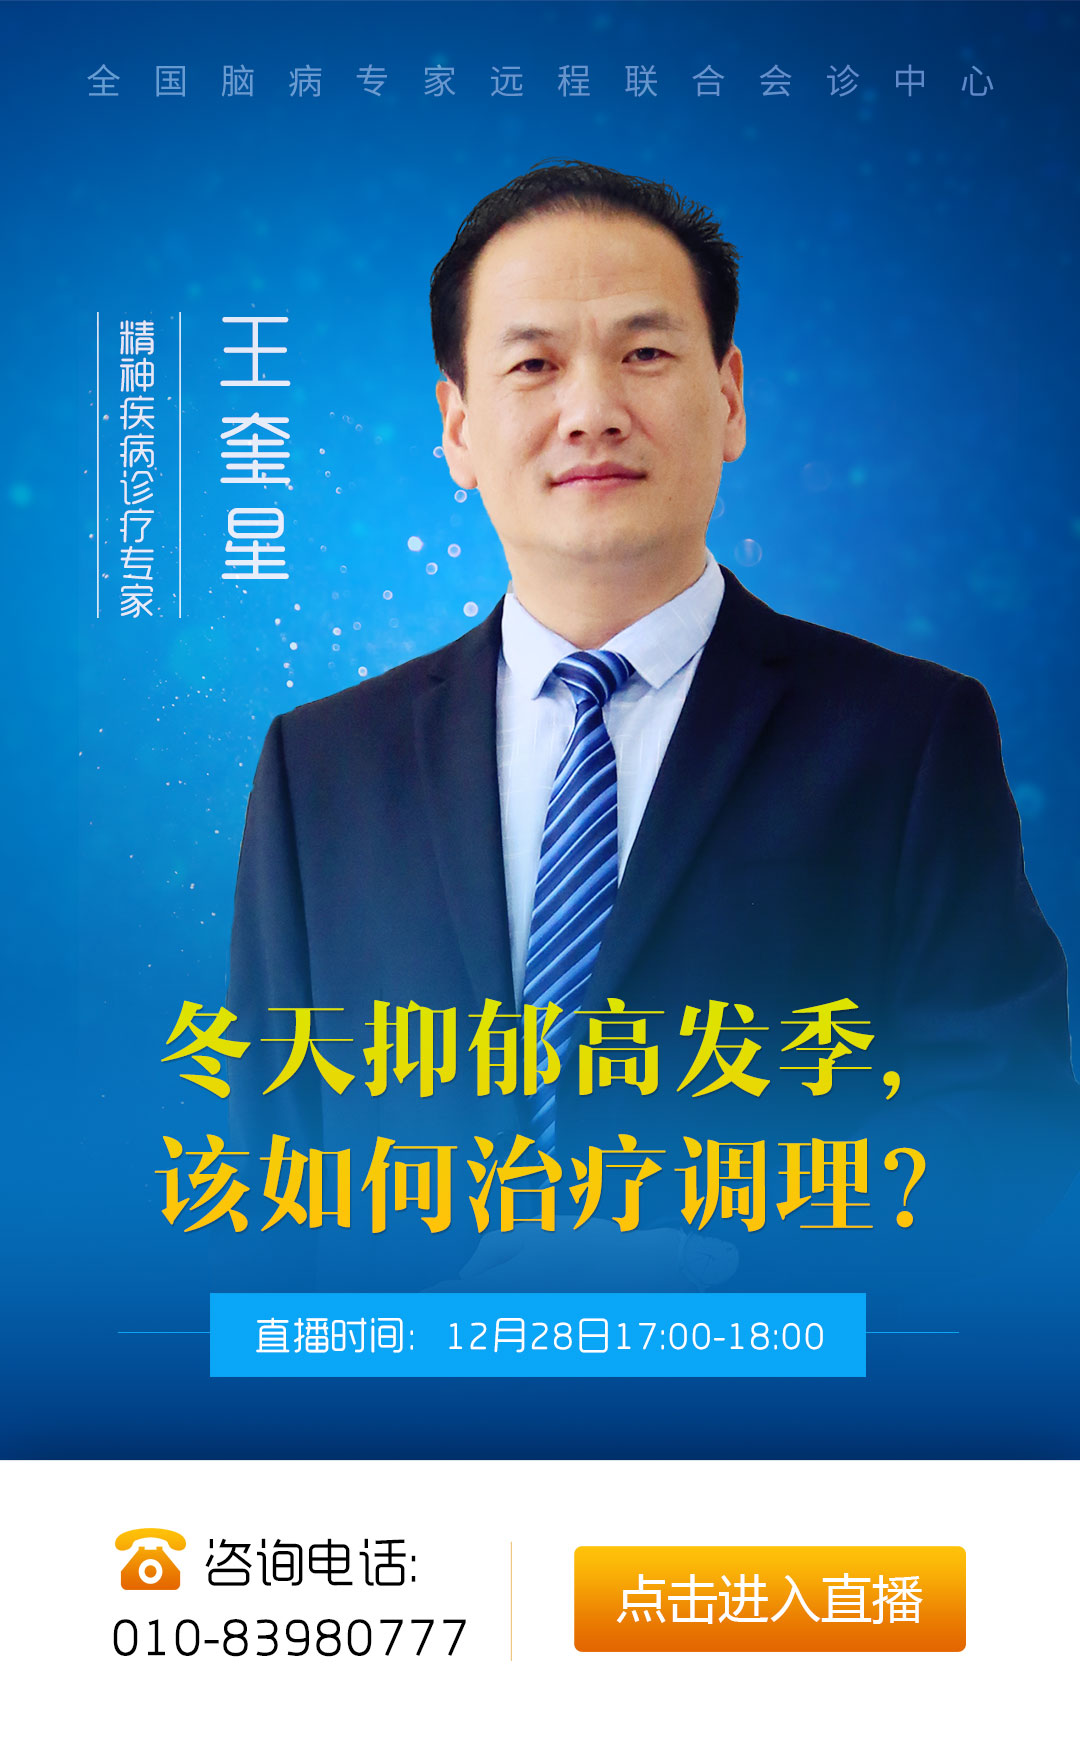 全国脑病专家远程联合会诊中心
王奎星
精神疾病诊疗专家
冬天抑郁高发季,
该如何治疗调理?
直播时间: 12月28日17:00-18:00
咨询电话:
010-83980777
点击进入直播